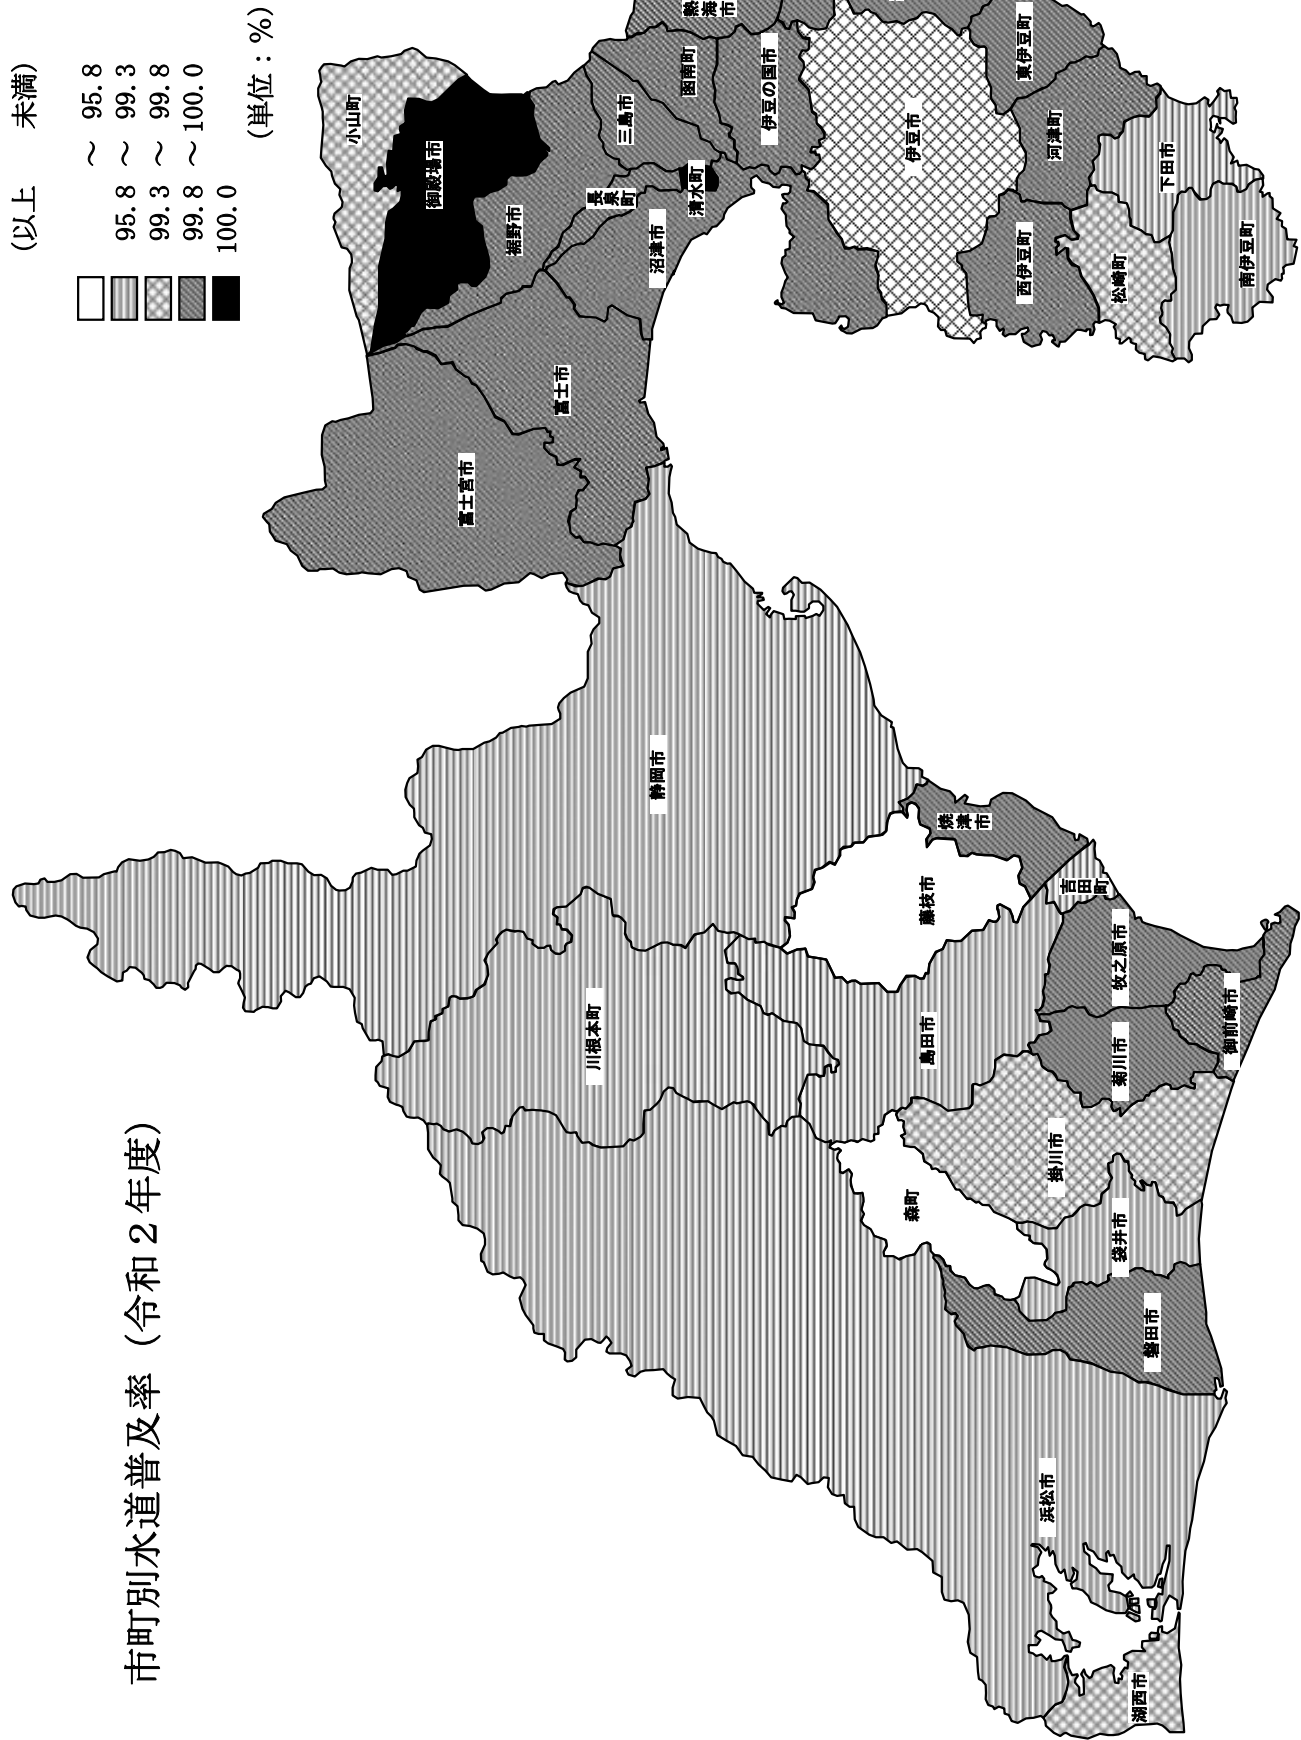 市町別水道普及率（令和２年度）
（以上　未満）
～ 95.8
95.8 ～ 99.3
99.3 ～ 99.8
99.8 ～ 100.0
100.0
（単位：%）
小山町
御殿場市
裾野市
長泉町
清水町
三島市
函南町
熱海市
伊豆の国市
沼津市
伊豆市
東伊豆町
河津町
下田市
西伊豆町
松崎町
南伊豆町
富士市
富士宮市
静岡市
焼津市
藤枝市
吉田町
牧之原市
川根本町
島田市
御前崎市
菊川市
掛川市
森町
袋井市
磐田市
浜松市
湖西市